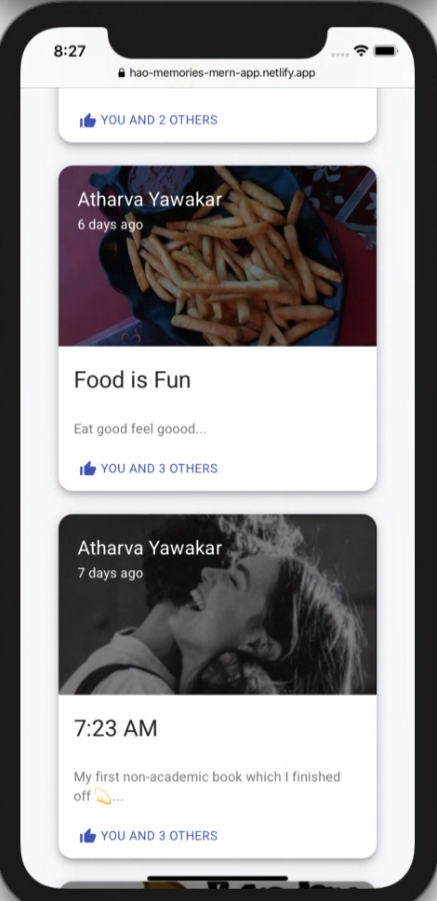 8:27
hao-memories-mern-app.netlify.app
YOU AND 2 OTHERS
Atharva Yawakar
6 days ago
Food is Fun
Eat good feel goood...
YOU AND 3 OTHERS
Atharva Yawakar
7 days ago
7:23 AM
My first non-academic book which I finished
off 💫...
YOU AND 3 OTHERS